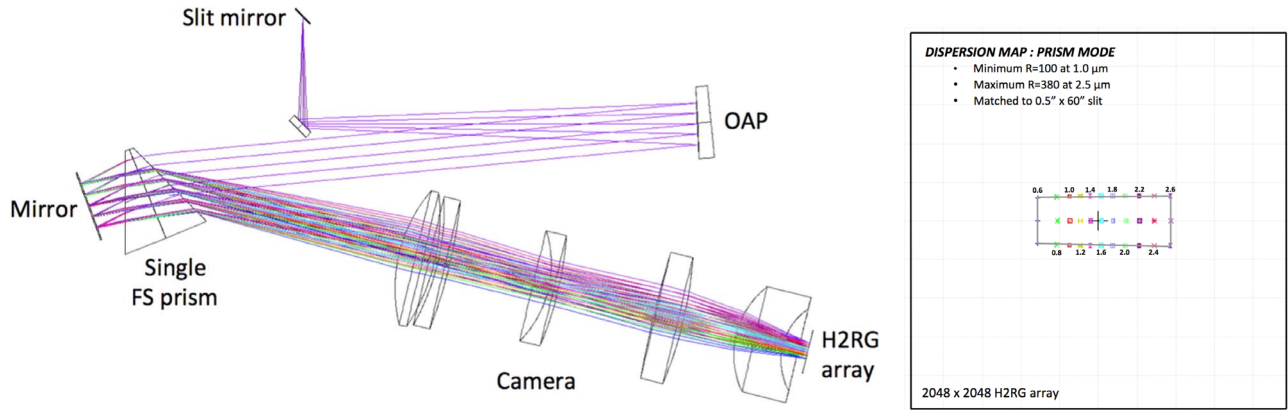 Slit mirror
OAP
Mirror
Single
FS prism
Camera
H2RG
array
DISPERSION MAP : PRISM MODE
• Minimum R=100 at 1.0 µm
• Maximum R=380 at 2.5 µm
• Matched to 0.5” x 60” slit
0.6 1.0 1.4 1.8 2.2 2.6
0.8 1.2 1.6 2.0 2.4
2048 x 2048 H2RG array